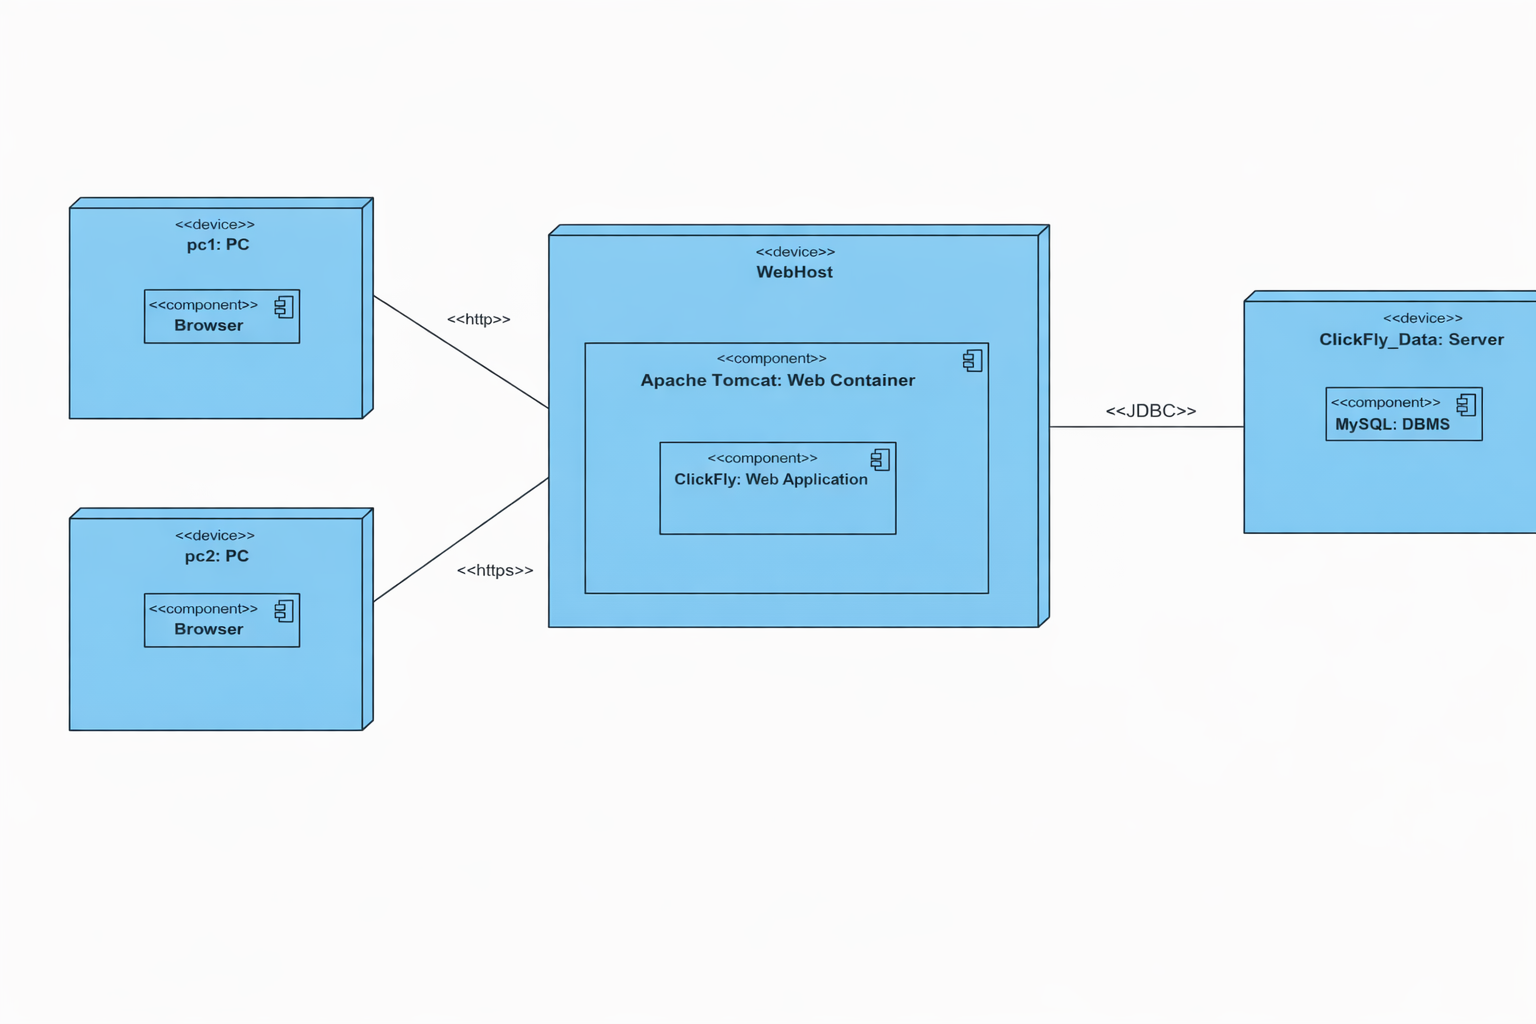 <<device>>
pc1: PC
<<component>>
Browser
<<http>>
<<device>>
pc2: PC
<<component>>
Browser
<<https>>
<<device>>
WebHost
<<component>>
Apache Tomcat: Web Container
<<component>>
ClickFly: Web Application
<<JDBC>>
<<device>>
ClickFly_Data: Server
<<component>>
MySQL: DBMS